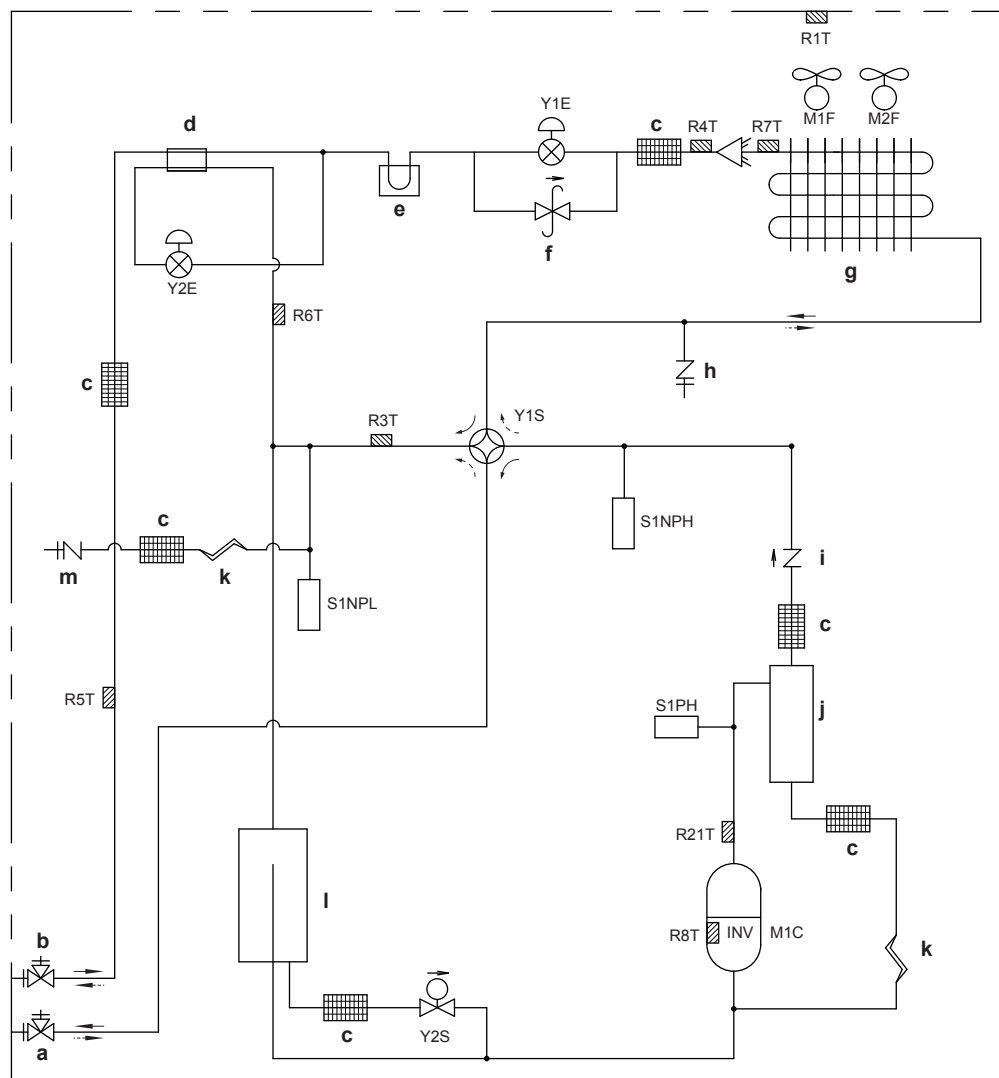 R1T
M1F
M2F
Y1E
d
c
R4T
R7T
e
f
g
Y2E
R6T
c
h
R3T
Y1S
S1NPH
c
m
k
i
S1NPL
c
R5T
S1PH
j
R21T
c
l
R8T
INV
M1C
b
k
c
Y2S
a